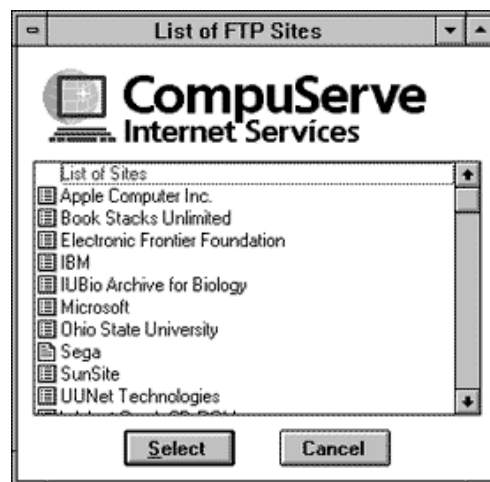 List of FTP Sites
CompuServe
Internet Services
List of Sites
Apple Computer Inc.
Book Stacks Unlimited
Electronic Frontier Foundation
IBM
IUBio Archive for Biology
Microsoft
Ohio State University
Sega
SunSite
UUNet Technologies
Select
Cancel